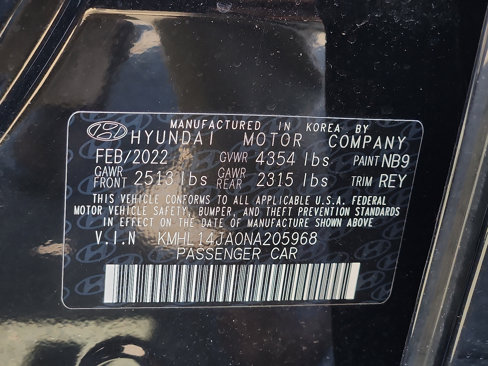 MANUFACTURED IN KOREA BY
HYUNDAI MOTOR COMPANY
FEB/2022 GVWR 4354 lbs PAINT NB9
GAWR FRONT 2513 lbs GAWR REAR 2315 lbs TRIM REY
THIS VEHICLE CONFORMS TO ALL APPLICABLE U.S.A. FEDERAL
MOTOR VEHICLE SAFETY, BUMPER, AND THEFT PREVENTION STANDARDS
IN EFFECT ON THE DATE OF MANUFACTURE SHOWN ABOVE.
V.I.N KMHL14JA0NA205968
PASSENGER CAR